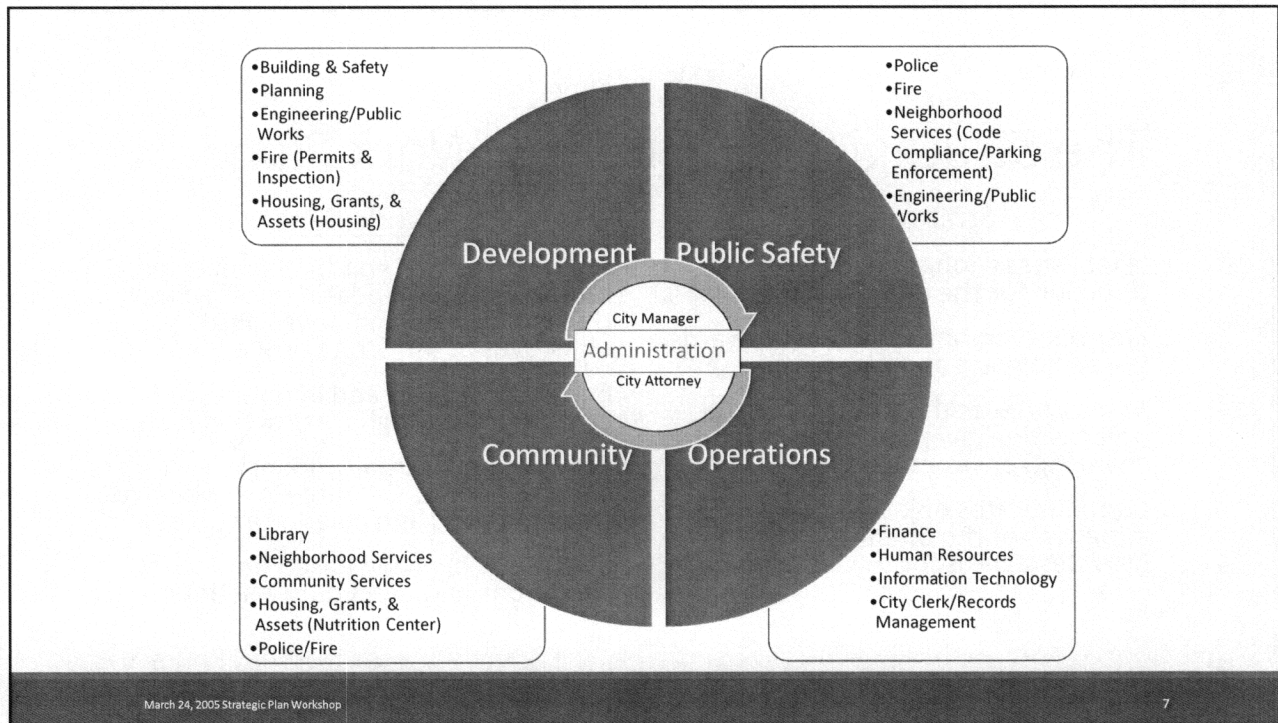 •Building & Safety
•Planning
•Engineering/Public
Works
•Fire (Permits &
Inspection)
•Housing, Grants, &
Assets (Housing)
•Police
•Fire
•Neighborhood
Services (Code
Compliance/Parking
Enforcement)
•Engineering/Public
Works
Development
Public Safety
City Manager
Administration
City Attorney
Community
Operations
•Library
•Neighborhood Services
•Community Services
•Housing, Grants, &
Assets (Nutrition Center)
•Police/Fire
•Finance
•Human Resources
•Information Technology
•City Clerk/Records
Management
March 24, 2005 Strategic Plan Workshop
7